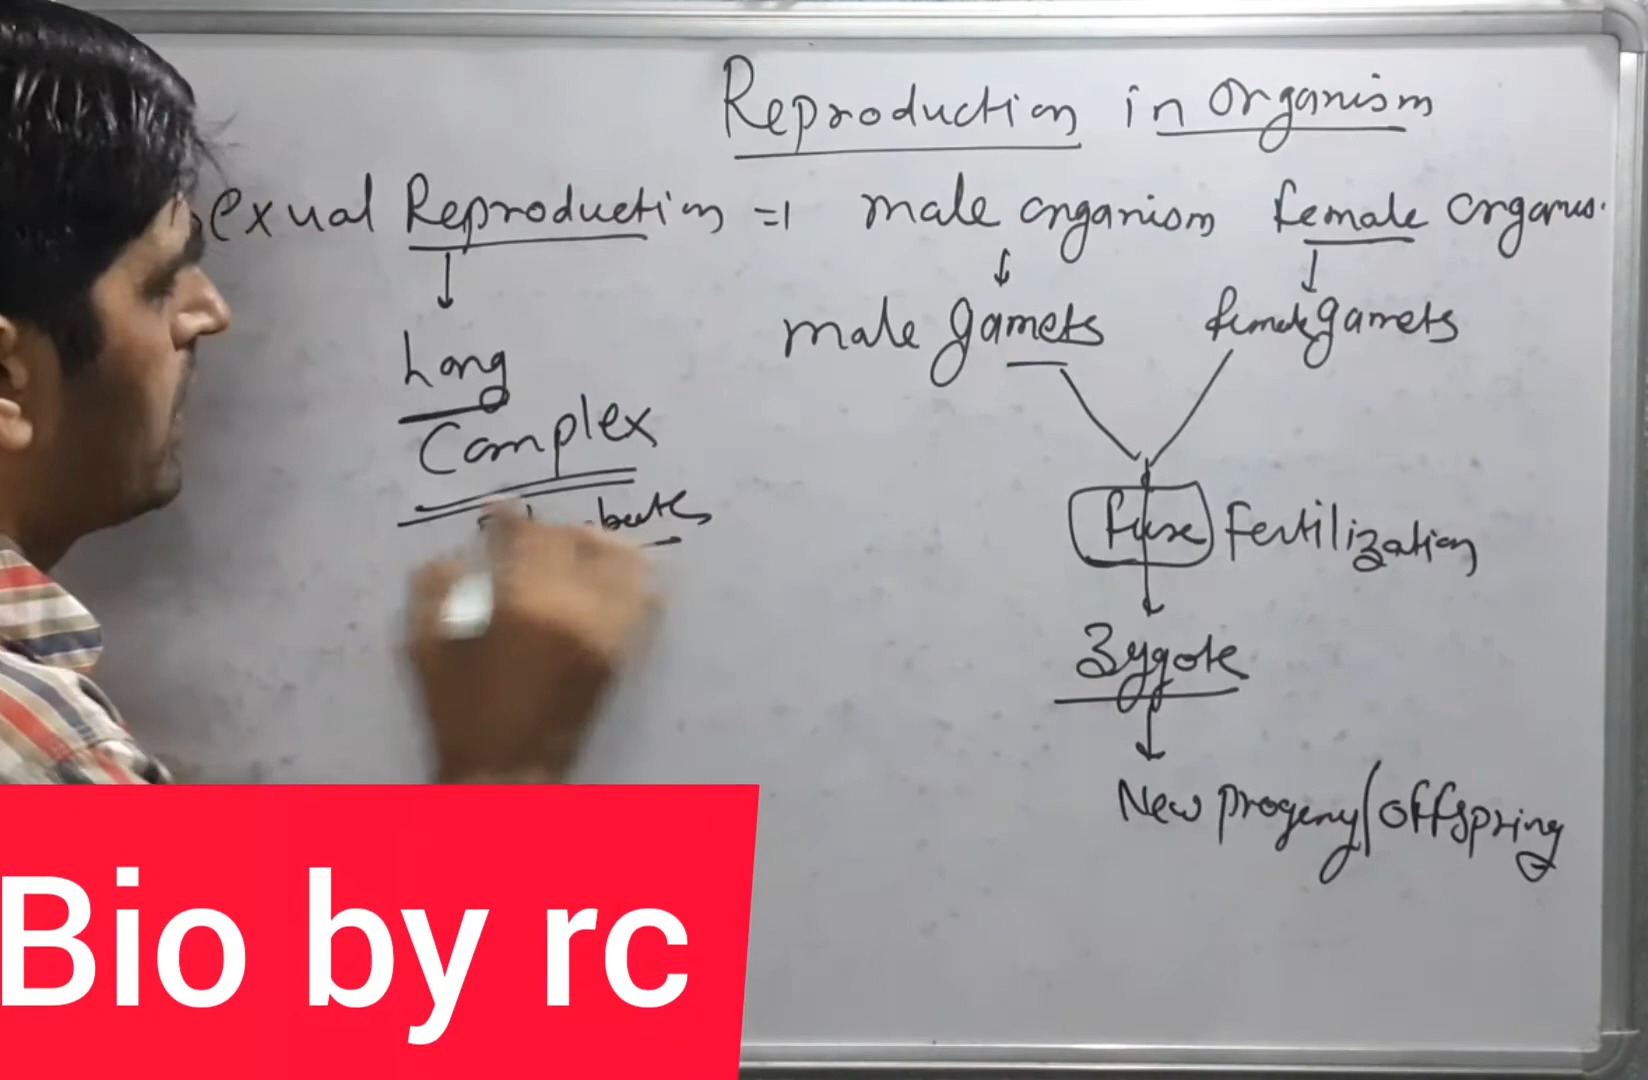 Reproduction in organism
Sexual Reproduction =1 male organism female organis.
male gamets female gamets
Long
Complex
fuse fertilization
Zygote
New progeny/offspring
Bio by rc